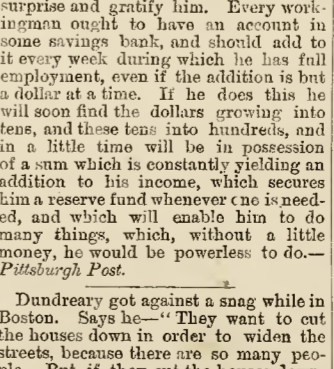 surprise and gratify him. Every work-
ingman ought to have an account in
some savings bank, and should add to
it every week during which he has full
employment, even if the addition is but
a dollar at a time. If he does this he
will soon find the dollars growing into
tens, and these tens into hundreds, and
in a little time will be in possession
of a sum which is constantly yielding an
addition to his income, which secures
him a reserve fund whenever one is need-
ed, and which will enable him to do
many things, which, without a little
money, he would be powerless to do.—
Pittsburgh Post.
Dundreary got against a snag while in
Boston. Says he—"They want to cut
the houses down in order to widen the
streets, because there are so many peo-